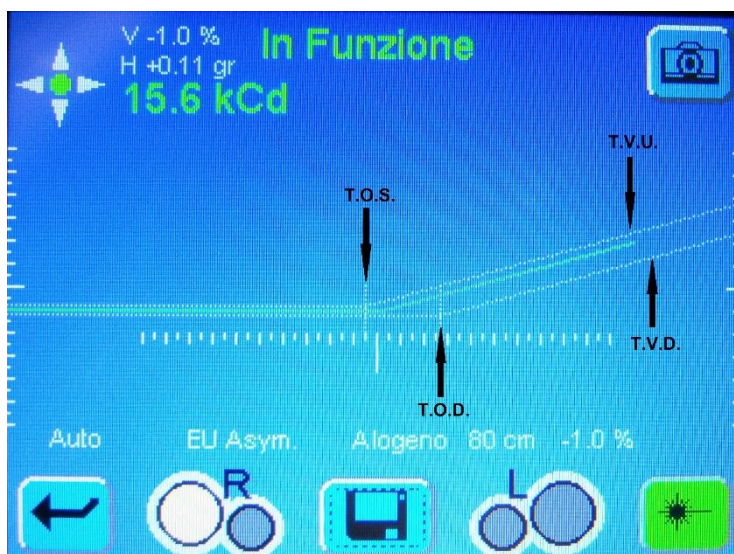 V -1.0 %
In Funzione
H +0.11 gr
15.6 kCd
T.V.U.
T.O.S.
T.V.D.
T.O.D.
Auto EU Asym. Alogeno 80 cm -1.0 %
R
L